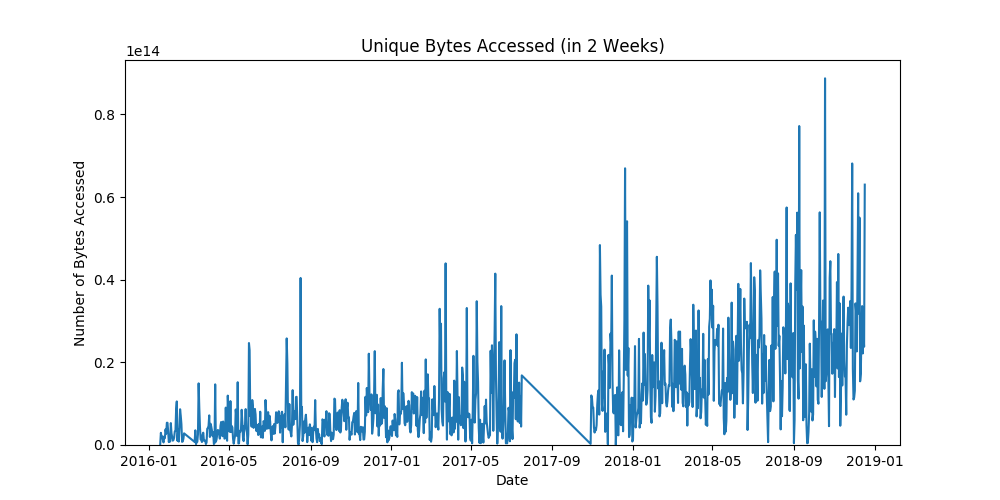 Unique Bytes Accessed (in 2 Weeks)
1e14
0.8
0.6
0.4
0.2
0.0
Number of Bytes Accessed
2016-01 2016-05 2016-09 2017-01 2017-05 2017-09 2018-01 2018-05 2018-09 2019-01
Date